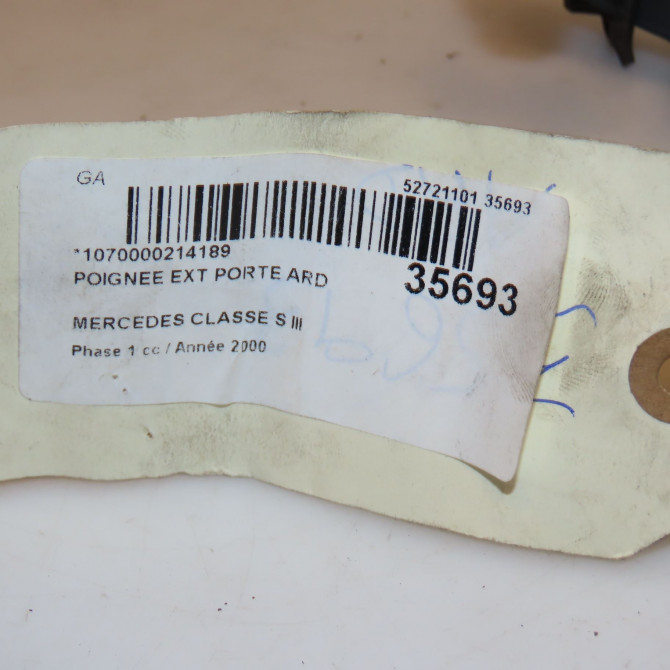 GA
52721101 35693
*1070000214189
35693
POIGNEE EXT PORTE ARD
MERCEDES CLASSE S III
Phase 1 cc / Année 2000